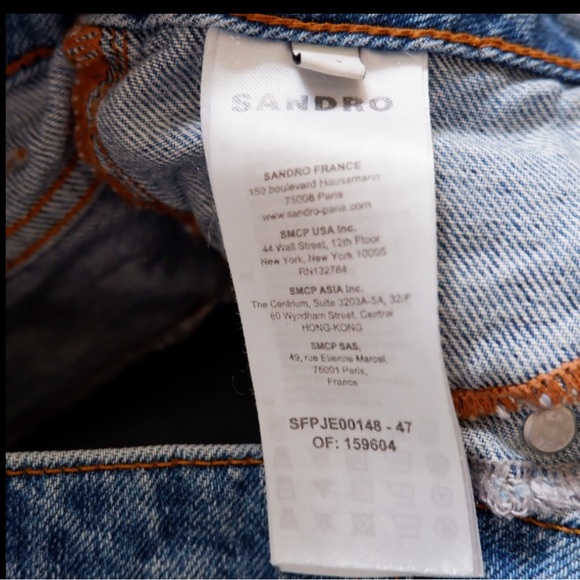 SANDRO
SANDRO FRANCE
150 boulevard Haussmann
75008 Paris
www.sandro-paris.com
SMCP USA Inc.
44 Wall Street, 12th Floor
New York, New York 10005
RN132784
SMCP ASIA Inc.
The Centrium, Suite 3203A-5A, 32/F
60 Wyndham Street, Central
HONG-KONG
SMCP SAS,
49, rue Etienne Marcel,
75001 Paris,
France
SFPJE00148 - 47
OF: 159604